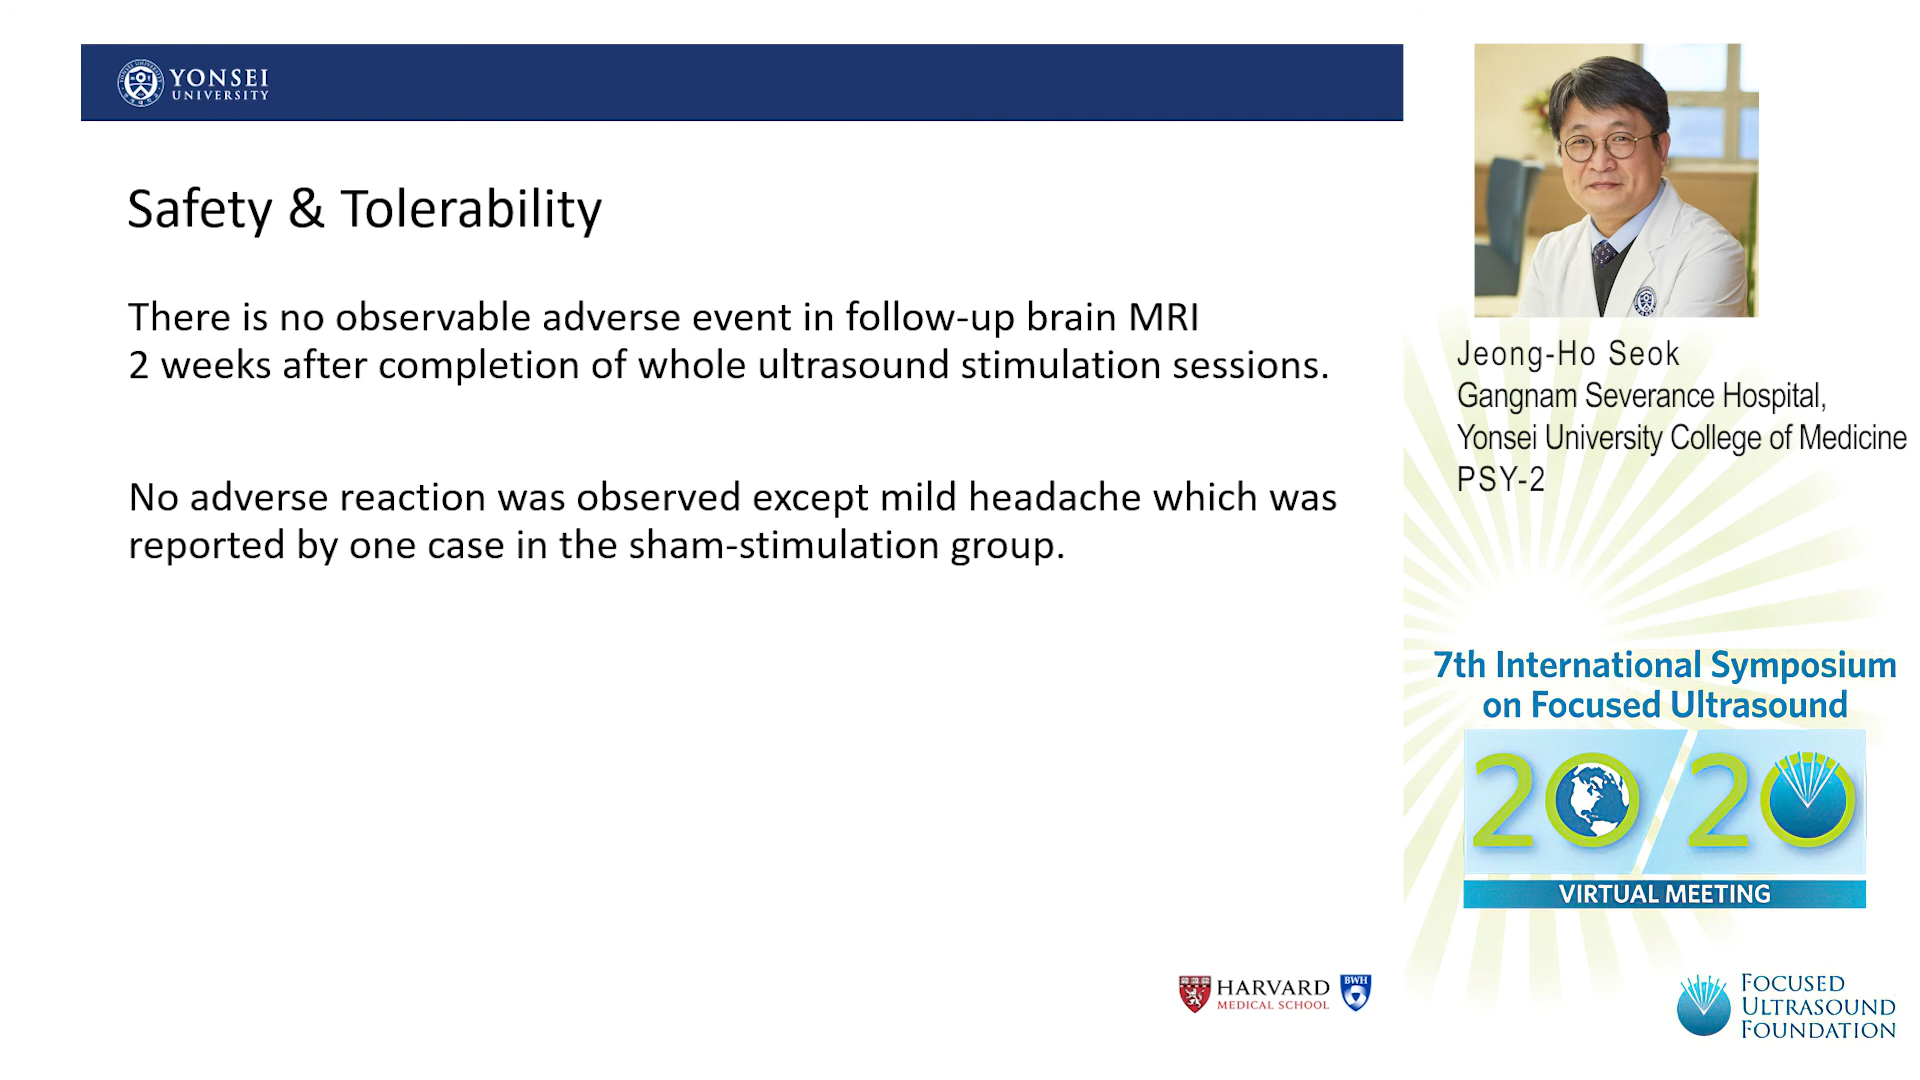 YONSEI
UNIVERSITY
Safety & Tolerability
There is no observable adverse event in follow-up brain MRI
2 weeks after completion of whole ultrasound stimulation sessions.
No adverse reaction was observed except mild headache which was
reported by one case in the sham-stimulation group.
HARVARD
MEDICAL SCHOOL
BWH
Jeong-Ho Seok
Gangnam Severance Hospital,
Yonsei University College of Medicine
PSY-2
7th International Symposium
on Focused Ultrasound
20/20
VIRTUAL MEETING
FOCUSED
ULTRASOUND
FOUNDATION